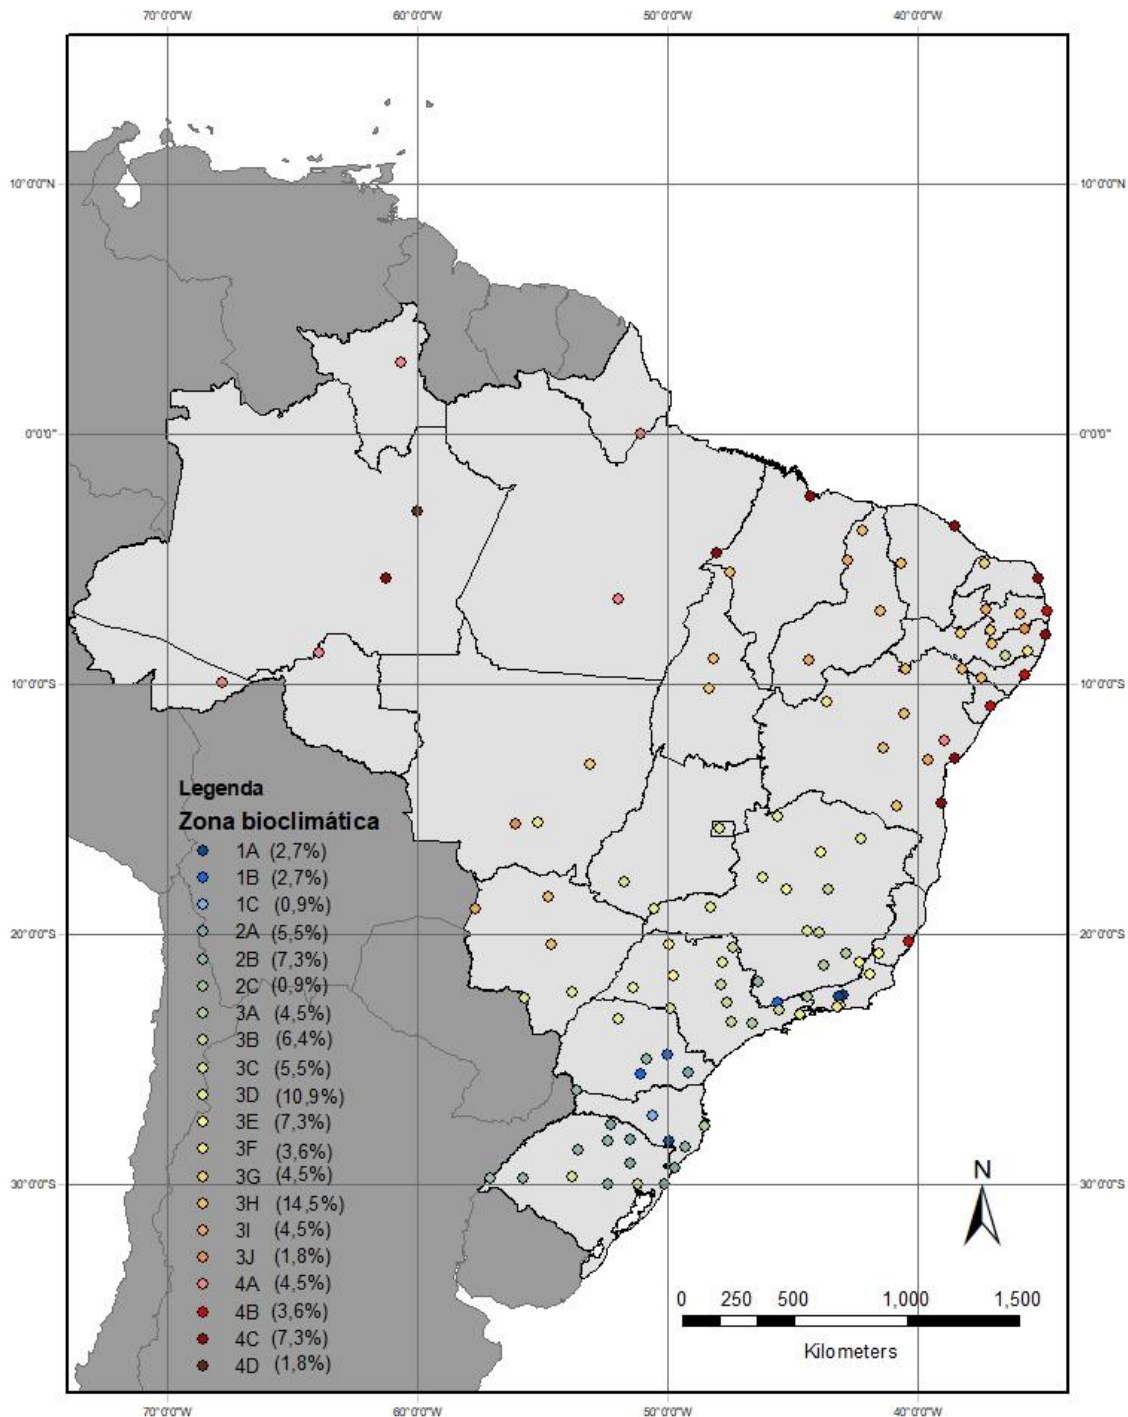 70°0'0"W 60°0'0"W 50°0'0"W 40°0'0"W
10°0'0"N 10°0'0"N
0°0'0" 0°0'0"
10°0'0"S 10°0'0"S
Legenda
Zona bioclimática
1A (2,7%)
1B (2,7%)
1C (0,9%)
2A (5,5%)
2B (7,3%)
2C (0,9%)
3A (4,5%)
3B (6,4%)
3C (5,5%)
3D (10,9%)
3E (7,3%)
3F (3,6%)
3G (4,5%)
3H (14,5%)
3I (4,5%)
3J (1,8%)
4A (4,5%)
4B (3,6%)
4C (7,3%)
4D (1,8%)
20°0'0"S 20°0'0"S
30°0'0"S 30°0'0"S
N
0 250 500 1,000 1,500
Kilometers
70°0'0"W 60°0'0"W 50°0'0"W 40°0'0"W